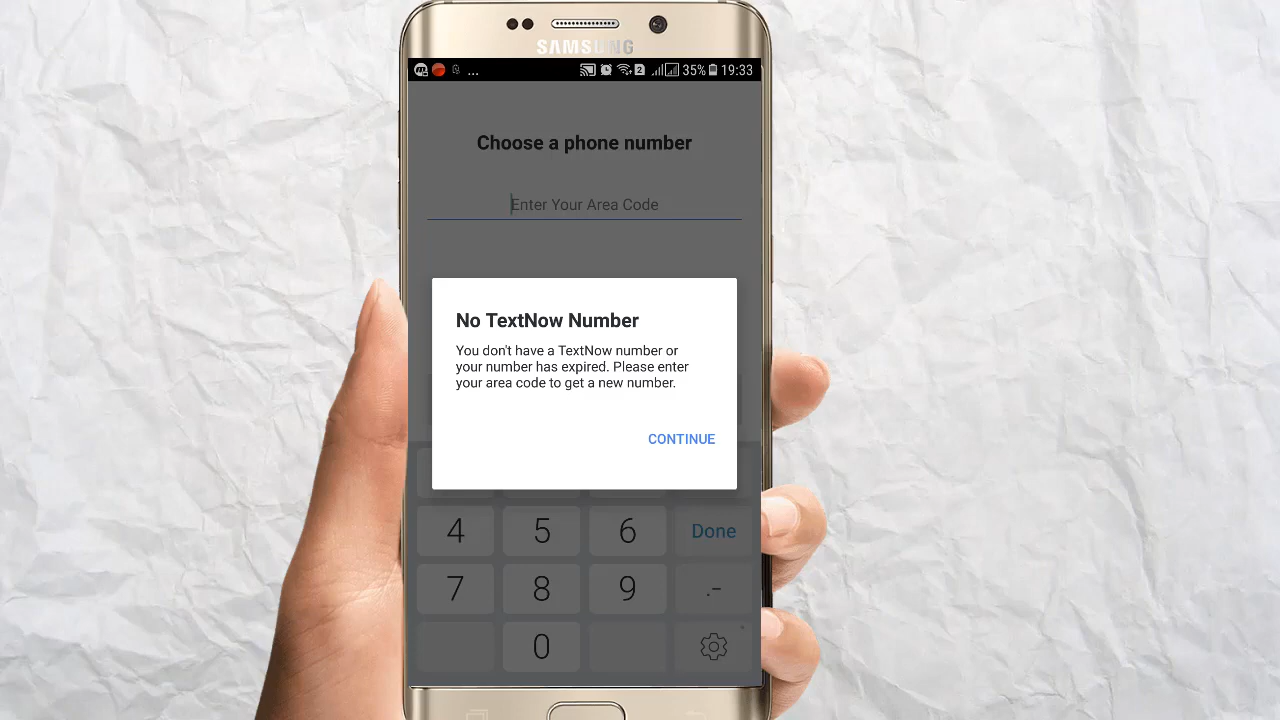 SAMSUNG
... 2 35% 19:33
Choose a phone number
Enter Your Area Code
No TextNow Number
You don't have a TextNow number or
your number has expired. Please enter
your area code to get a new number.
CONTINUE
4 5 6 Done
7 8 9 .-
0